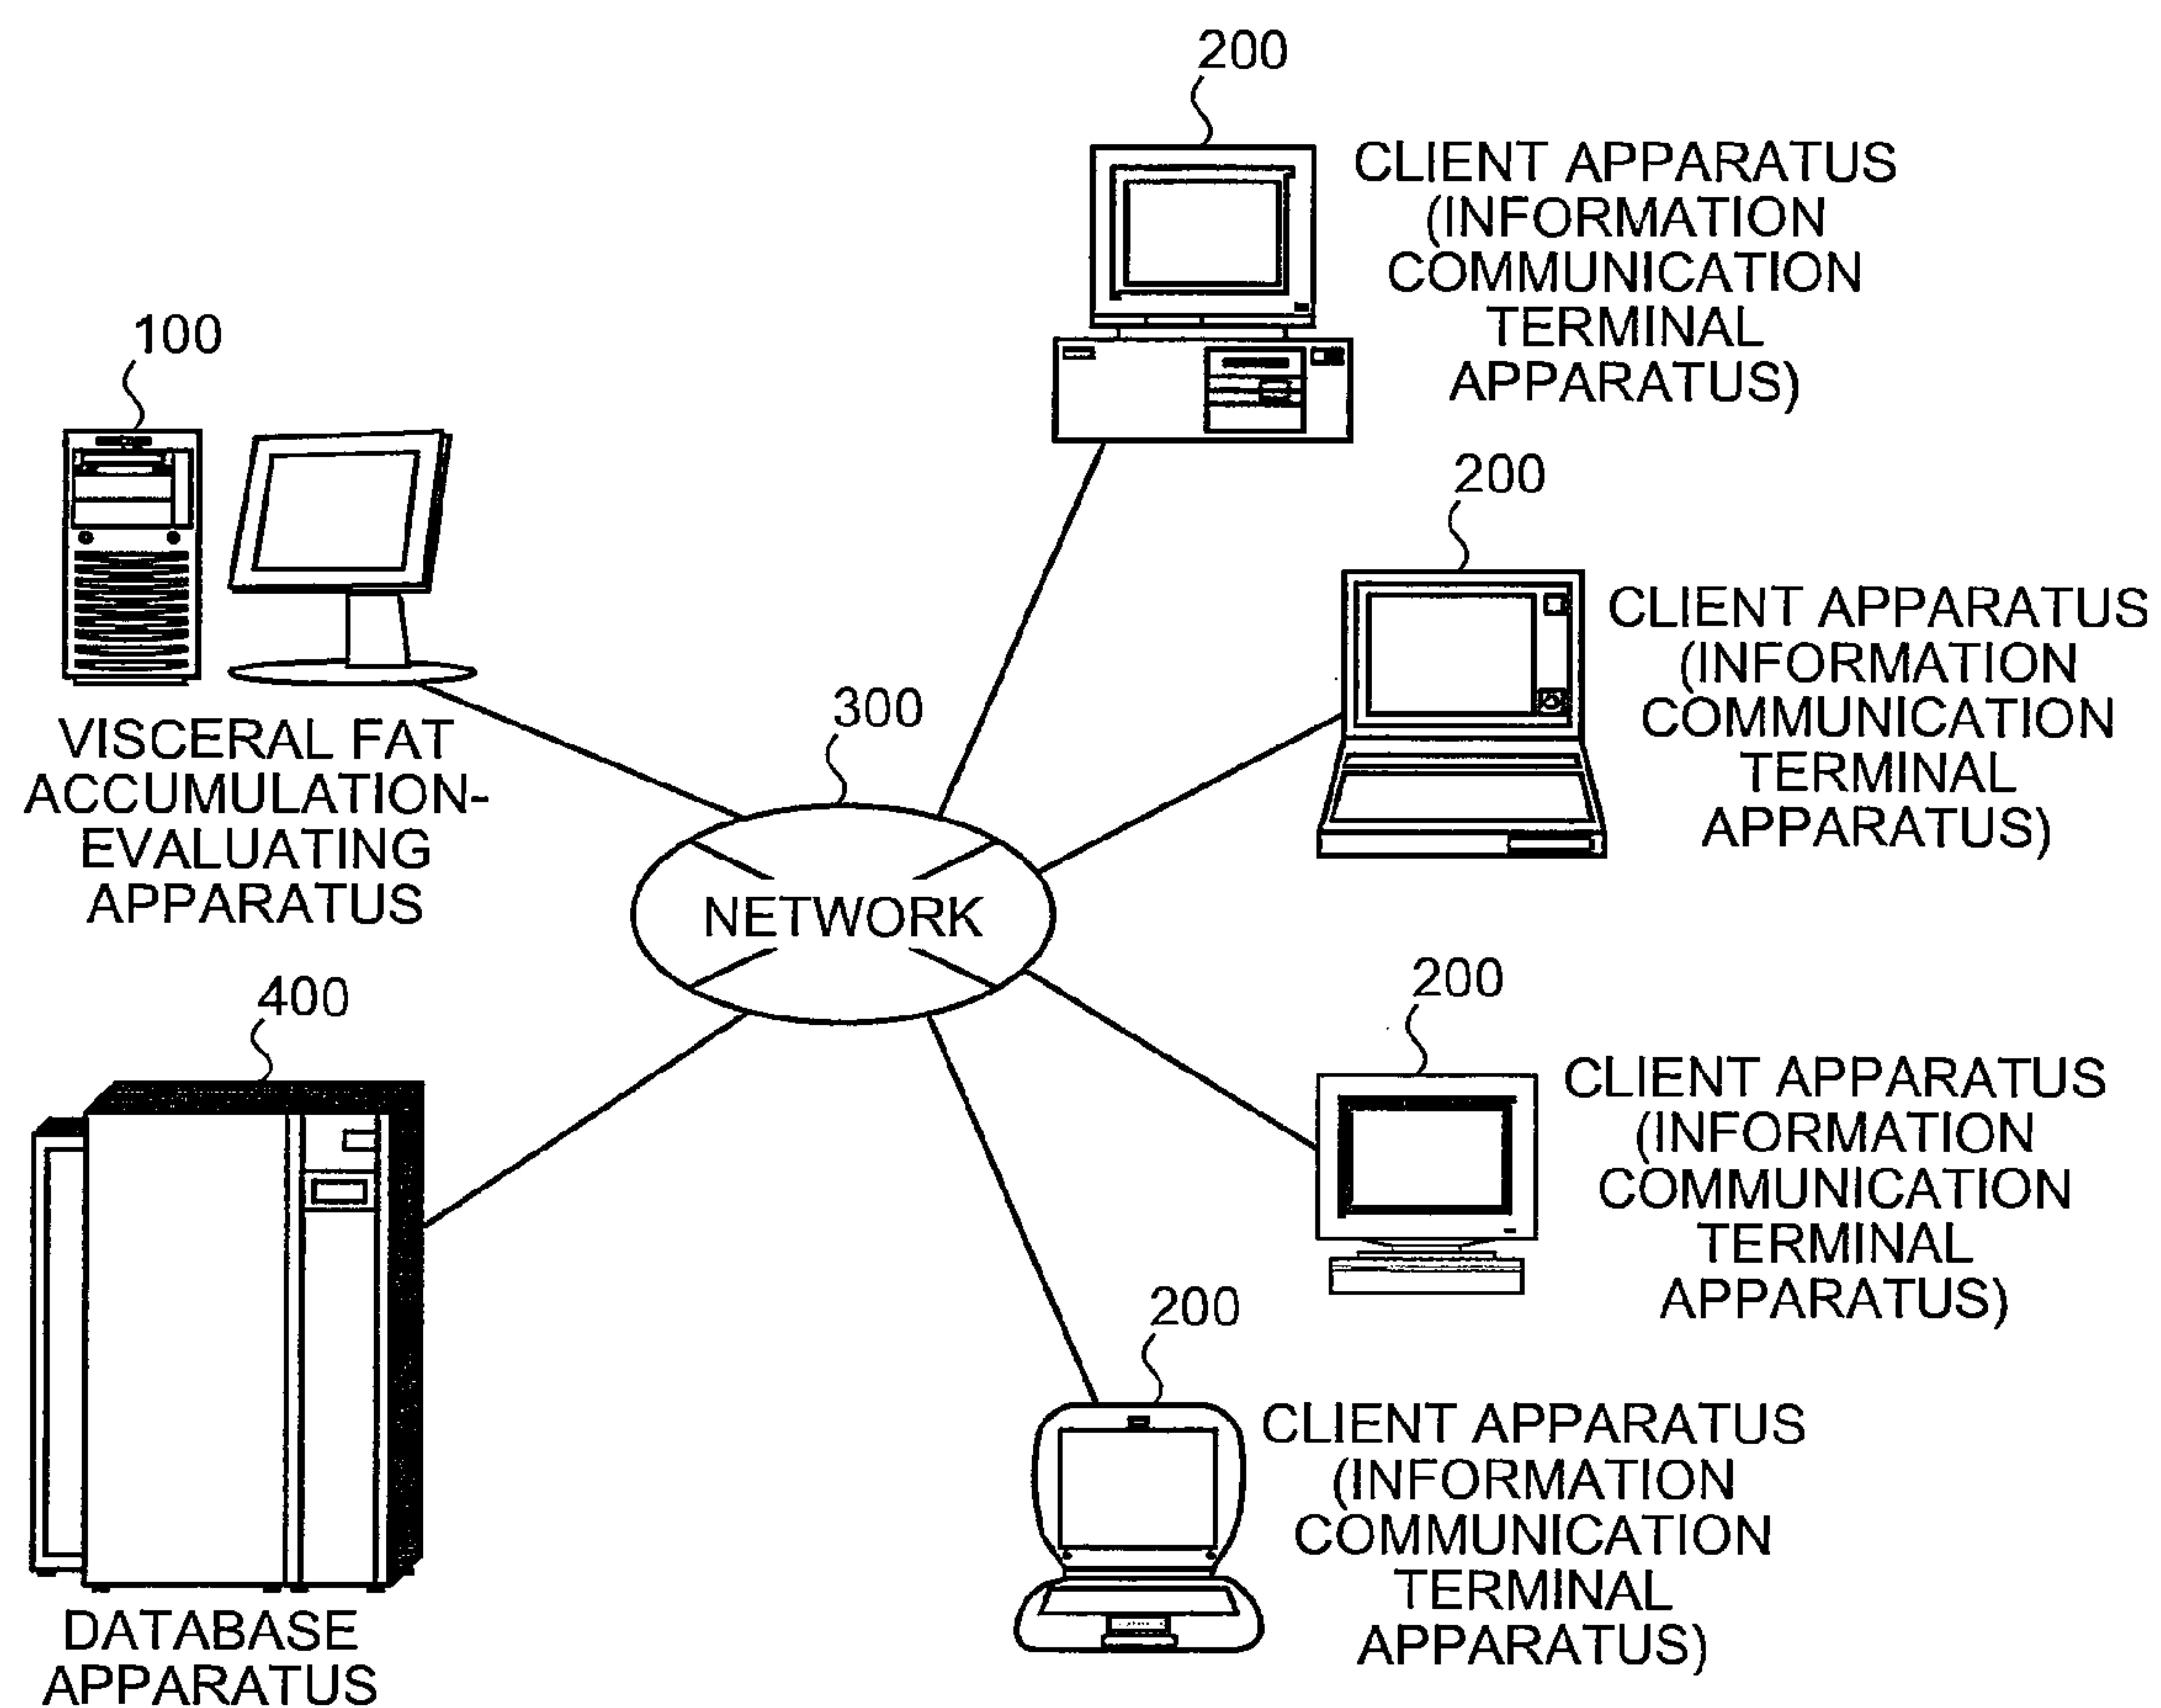 200
CLIENT APPARATUS
(INFORMATION
COMMUNICATION
TERMINAL
APPARATUS)
100
VISCERAL FAT
ACCUMULATION-
EVALUATING
APPARATUS
200
CLIENT APPARATUS
(INFORMATION
COMMUNICATION
TERMINAL
APPARATUS)
300
NETWORK
400
DATABASE
APPARATUS
200
CLIENT APPARATUS
(INFORMATION
COMMUNICATION
TERMINAL
APPARATUS)
200
CLIENT APPARATUS
(INFORMATION
COMMUNICATION
TERMINAL
APPARATUS)